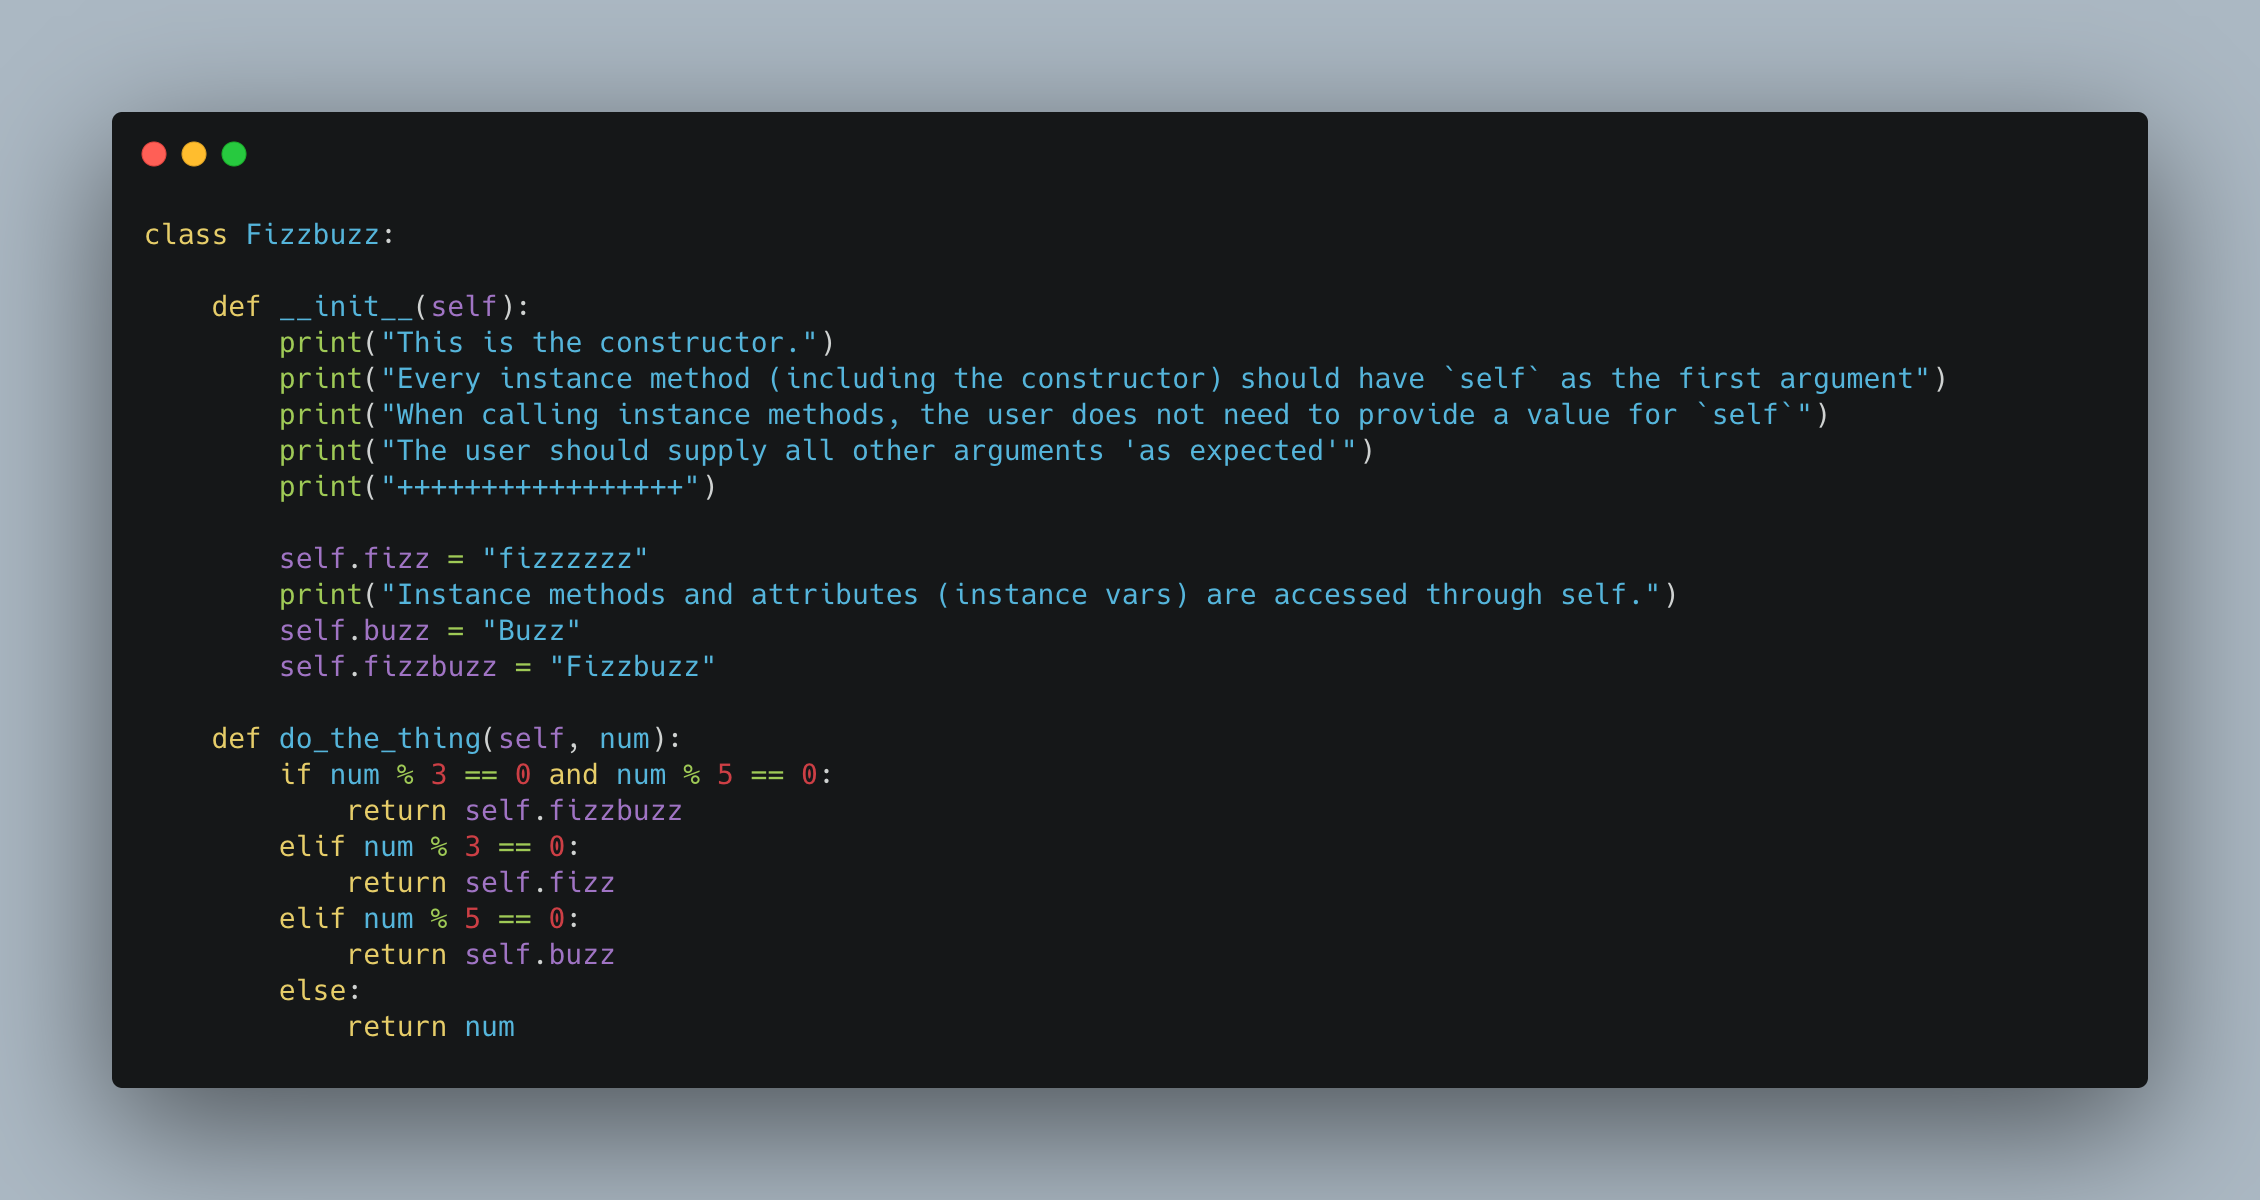 class Fizzbuzz:
    def __init__(self):
        print("This is the constructor.")
        print("Every instance method (including the constructor) should have `self` as the first argument")
        print("When calling instance methods, the user does not need to provide a value for `self`")
        print("The user should supply all other arguments 'as expected'")
        print("+++++++++++++++++")
        self.fizz = "fizzzzzz"
        print("Instance methods and attributes (instance vars) are accessed through self.")
        self.buzz = "Buzz"
        self.fizzbuzz = "Fizzbuzz"
    def do_the_thing(self, num):
        if num % 3 == 0 and num % 5 == 0:
            return self.fizzbuzz
        elif num % 3 == 0:
            return self.fizz
        elif num % 5 == 0:
            return self.buzz
        else:
            return num